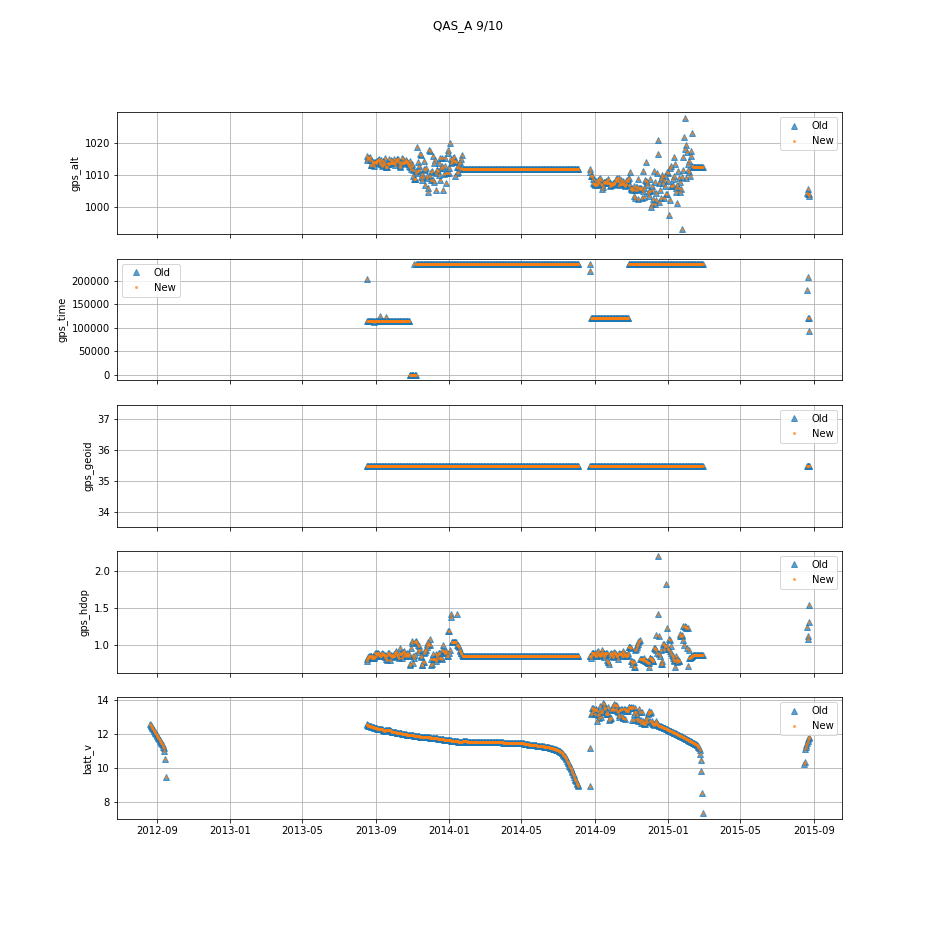 QAS_A 9/10
gps_alt
1020
1010
1000
Old
New
gps_time
200000
150000
100000
50000
0
Old
New
gps_geoid
37
36
35
34
Old
New
gps_hdop
2.0
1.5
1.0
Old
New
batt_v
14
12
10
8
Old
New
2012-09 2013-01 2013-05 2013-09 2014-01 2014-05 2014-09 2015-01 2015-05 2015-09